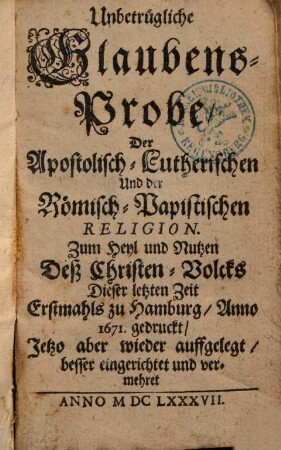 Unbetrügliche
Glaubens-
Probe/
Der
Apostolisch-Lutherischen
Und der
Römisch-Papistischen
RELIGION.
Zum Heyl und Nutzen
Deß Christen-Volcks
Dieser letzten Zeit
Erstmahls zu Hamburg/ Anno
1671. gedruckt/
Jetzo aber wieder auffgelegt/
besser eingerichtet und ver-
mehret
ANNO M DC LXXXVII.